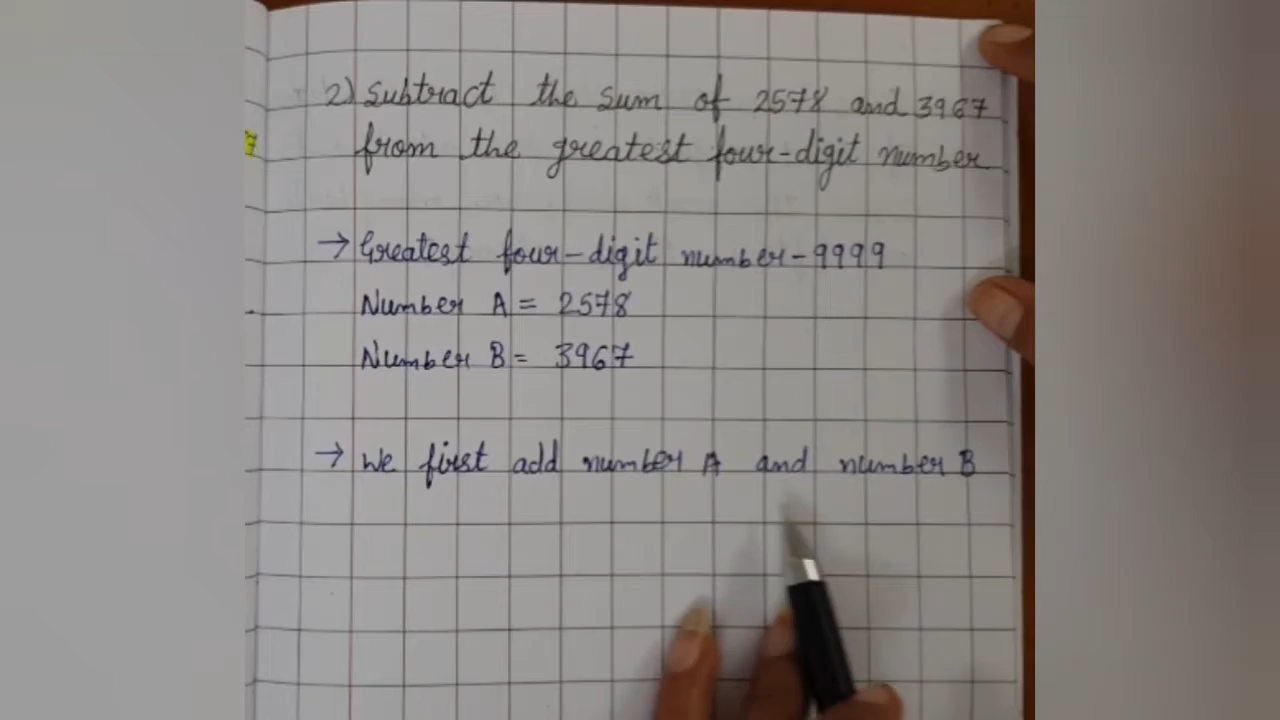 2) Subtract the sum of 2578 and 3967
from the greatest four-digit number
→ Greatest four-digit number - 9999
Number A = 2578
Number B = 3967
→ We first add number A and number B
7